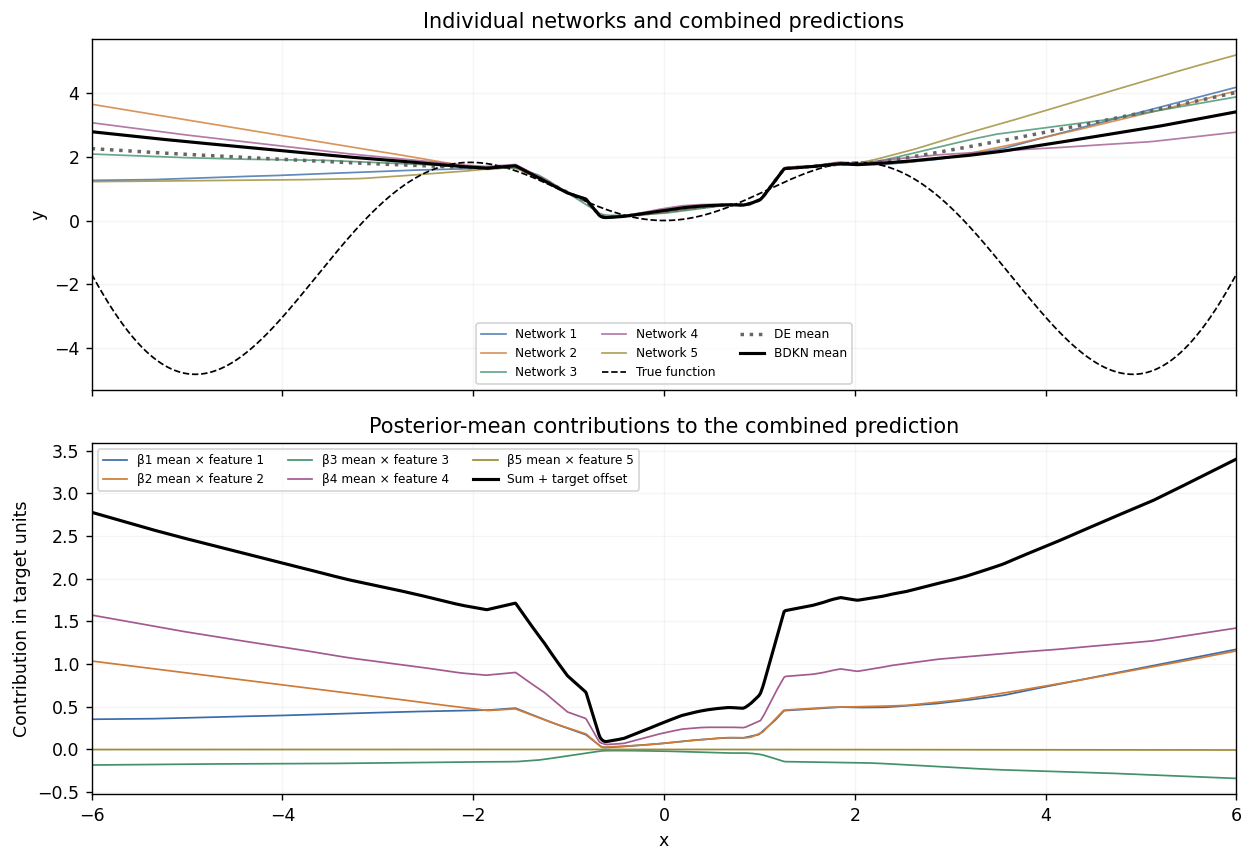 Individual networks and combined predictions
y
4
2
0
−2
−4
Network 1
Network 2
Network 3
Network 4
Network 5
True function
DE mean
BDKN mean
Posterior-mean contributions to the combined prediction
Contribution in target units
3.5
3.0
2.5
2.0
1.5
1.0
0.5
0.0
−0.5
β1 mean × feature 1
β2 mean × feature 2
β3 mean × feature 3
β4 mean × feature 4
β5 mean × feature 5
Sum + target offset
−6
−4
−2
0
2
4
6
x